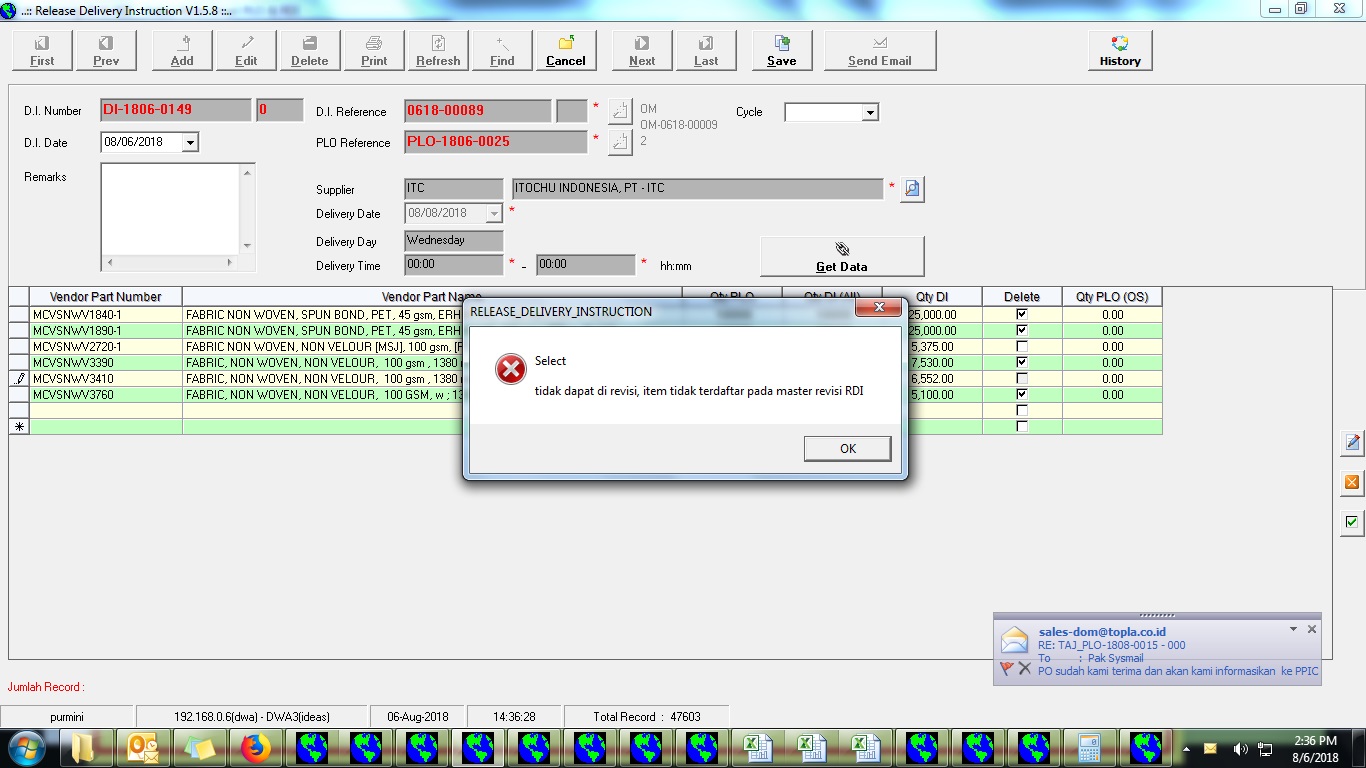 ..:: Release Delivery Instruction V1.5.8 ::..
First Prev Add Edit Delete Print Refresh Find Cancel Next Last Save Send Email History
D.I. Number DI-1806-0149 0 D.I. Reference 0618-00089 * OM Cycle
OM-0618-00009
D.I. Date 08/06/2018 PLO Reference PLO-1806-0025 * 2
Remarks
Supplier ITC ITOCHU INDONESIA, PT - ITC *
Delivery Date 08/08/2018 *
Delivery Day Wednesday
Delivery Time 00:00 * - 00:00 * hh:mm
Get Data
Vendor Part Number Vendor Part Name Qty PLO Qty DI (All) Qty DI Delete Qty PLO (OS)
MCVSNWV1840-1 FABRIC NON WOVEN, SPUN BOND, PET, 45 gsm, ERH 25,000.00 0.00
MCVSNWV1890-1 FABRIC NON WOVEN, SPUN BOND, PET, 45 gsm, ERH 25,000.00 0.00
MCVSNWV2720-1 FABRIC NON WOVEN, NON VELOUR [MSJ], 100 gsm, 5,375.00 0.00
MCVSNWV3390 FABRIC, NON WOVEN, NON VELOUR, 100 gsm , 1380 7,530.00 0.00
MCVSNWV3410 FABRIC, NON WOVEN, NON VELOUR, 100 gsm , 1380 6,552.00 0.00
MCVSNWV3760 FABRIC, NON WOVEN, NON VELOUR, 100 GSM, w ; 5,100.00 0.00
RELEASE_DELIVERY_INSTRUCTION
Select
tidak dapat di revisi, item tidak terdaftar pada master revisi RDI
OK
sales-dom@topla.co.id
RE: TAJ_PLO-1808-0015 - 000
To : Pak Sysmail
PO sudah kami terima dan akan kami informasikan ke PPIC
Jumlah Record :
purmini 192.168.0.6(dwa) - DWA3(ideas) 06-Aug-2018 14:36:28 Total Record : 47603
2:36 PM
8/6/2018